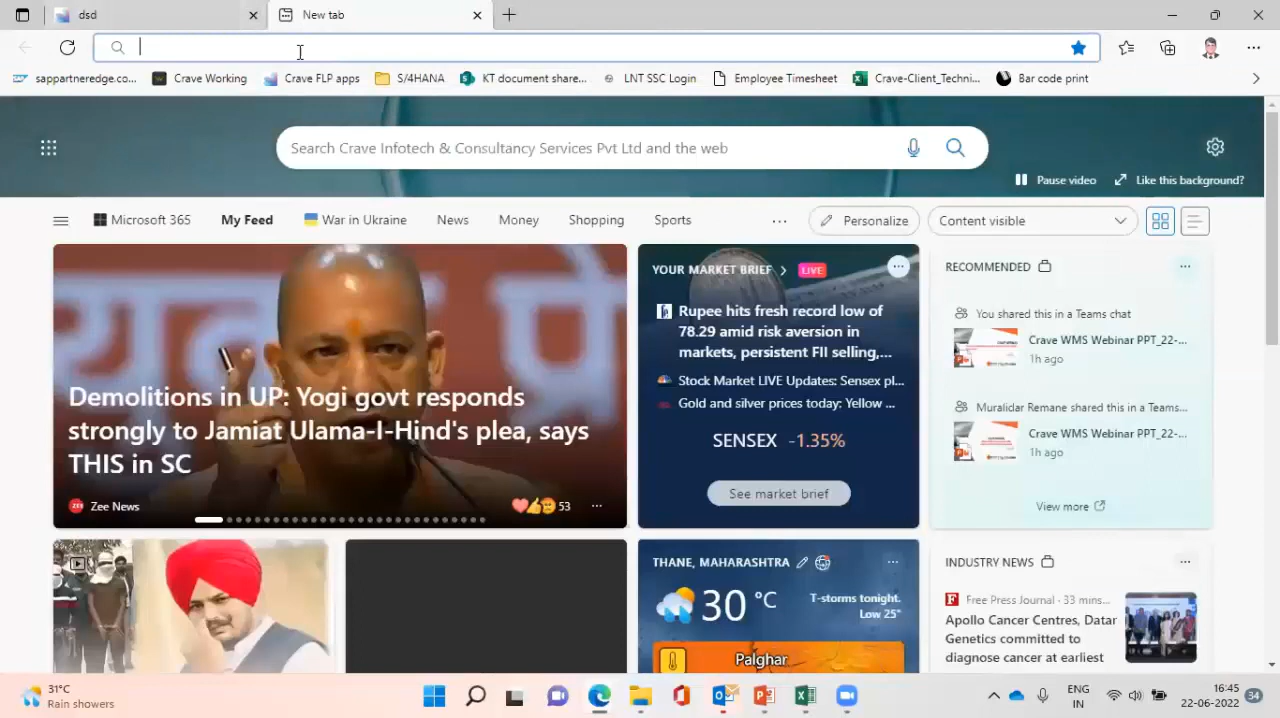 dsd
New tab
sappartneredge.co...
Crave Working
Crave FLP apps
S/4HANA
KT document share...
LNT SSC Login
Employee Timesheet
Crave-Client_Techni...
Bar code print
Search Crave Infotech & Consultancy Services Pvt Ltd and the web
Pause video
Like this background?
Microsoft 365
My Feed
War in Ukraine
News
Money
Shopping
Sports
...
Personalize
Content visible
Demolitions in UP: Yogi govt responds
strongly to Jamiat Ulama-I-Hind's plea, says
THIS in SC
Zee News
53
YOUR MARKET BRIEF
LIVE
Rupee hits fresh record low of
78.29 amid risk aversion in
markets, persistent FII selling,...
Stock Market LIVE Updates: Sensex pl...
Gold and silver prices today: Yellow ...
SENSEX -1.35%
See market brief
RECOMMENDED
You shared this in a Teams chat
Crave WMS Webinar PPT_22-...
1h ago
Muralidar Remane shared this in a Teams...
Crave WMS Webinar PPT_22-...
1h ago
View more
THANE, MAHARASHTRA
30 °C
T-storms tonight.
Low 25°
Palghar
INDUSTRY NEWS
Free Press Journal · 33 mins...
Apollo Cancer Centres, Datar
Genetics committed to
diagnose cancer at earliest
31°C
Rain showers
ENG
IN
16:45
22-06-2022
34